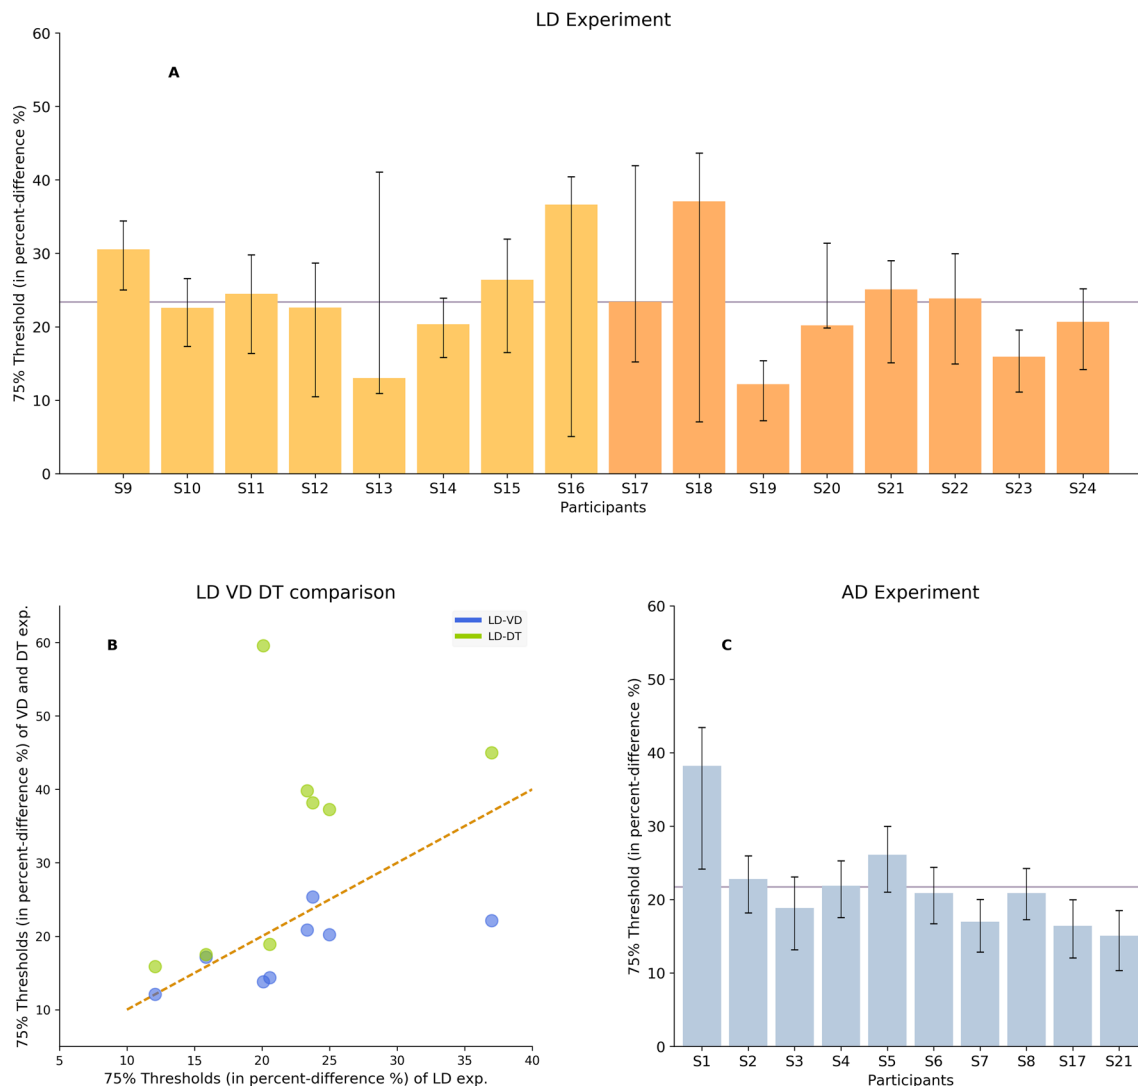 LD Experiment
A
75% Threshold (in percent-difference %)
60
50
40
30
20
10
0
S9 S10 S11 S12 S13 S14 S15 S16 S17 S18 S19 S20 S21 S22 S23 S24
Participants
LD VD DT comparison
B
LD-VD
LD-DT
75% Thresholds (in percent-difference %) of VD and DT exp.
60
50
40
30
20
10
5 10 15 20 25 30 35 40
75% Thresholds (in percent-difference %) of LD exp.
AD Experiment
C
75% Threshold (in percent-difference %)
60
50
40
30
20
10
0
S1 S2 S3 S4 S5 S6 S7 S8 S17 S21
Participants